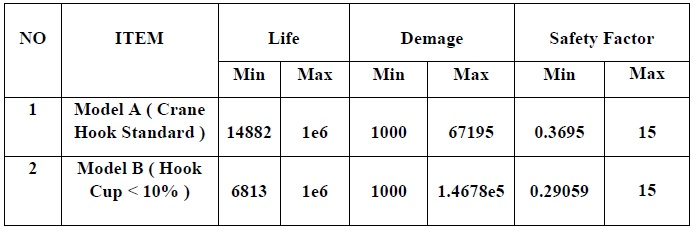 NO ITEM Life Demage Safety Factor
Min Max Min Max Min Max
1 Model A ( Crane
Hook Standard ) 14882 1e6 1000 67195 0.3695 15
2 Model B ( Hook
Cup < 10% ) 6813 1e6 1000 1.4678e5 0.29059 15